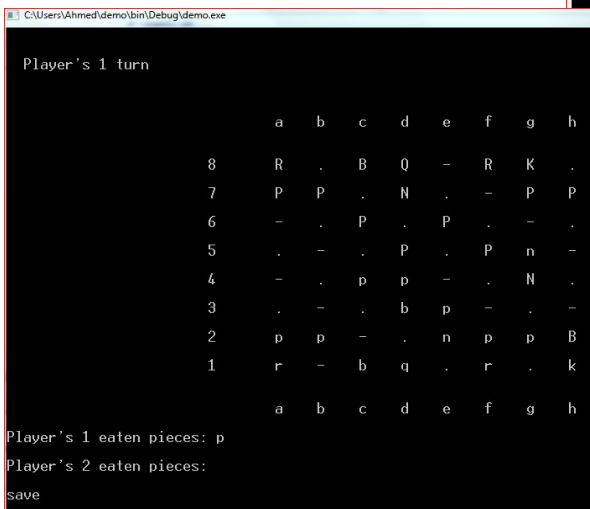 C:\Users\Ahmed\demo\bin\Debug\demo.exe
Player's 1 turn
a b c d e f g h
8 R . B Q - R K .
7 P P . N . - P P
6 - . P . P . - .
5 . - . P . P n -
4 - . p p - . N .
3 . - . b p - . -
2 p p - . n p p B
1 r - b q . r . k
a b c d e f g h
Player's 1 eaten pieces: p
Player's 2 eaten pieces:
save